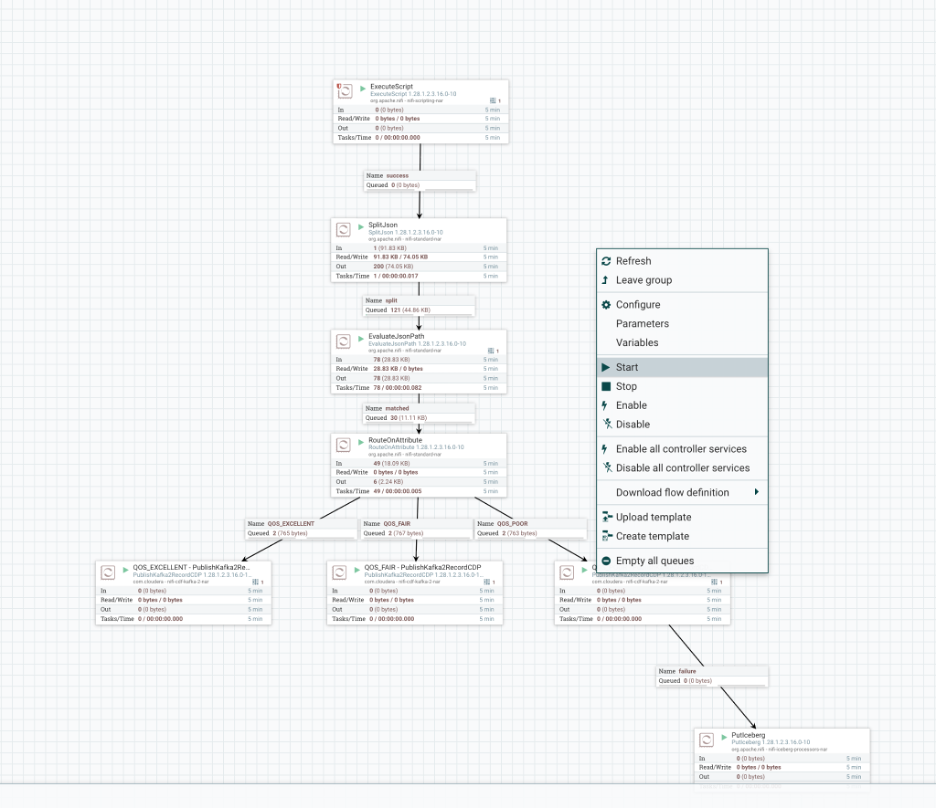 ExecuteScript
ExecuteScript 1.28.1.2.3.16.0-10
org.apache.nifi - nifi-scripting-nar
1
In 0 (0 bytes) 5 min
Read/Write 0 bytes / 0 bytes 5 min
Out 0 (0 bytes) 5 min
Tasks/Time 0 / 00:00:00.000 5 min
Name success
Queued 0 (0 bytes)
SplitJson
SplitJson 1.28.1.2.3.16.0-10
org.apache.nifi - nifi-standard-nar
In 1 (91.83 KB) 5 min
Read/Write 91.83 KB / 74.05 KB 5 min
Out 200 (74.05 KB) 5 min
Tasks/Time 1 / 00:00:00.017 5 min
Name split
Queued 121 (44.86 KB)
EvaluateJsonPath
EvaluateJsonPath 1.28.1.2.3.16.0-10
org.apache.nifi - nifi-standard-nar
1
In 78 (28.83 KB) 5 min
Read/Write 28.83 KB / 0 bytes 5 min
Out 78 (28.83 KB) 5 min
Tasks/Time 78 / 00:00:00.082 5 min
Name matched
Queued 30 (11.11 KB)
RouteOnAttribute
RouteOnAttribute 1.28.1.2.3.16.0-10
org.apache.nifi - nifi-standard-nar
In 49 (18.09 KB) 5 min
Read/Write 0 bytes / 0 bytes 5 min
Out 6 (2.24 KB) 5 min
Tasks/Time 49 / 00:00:00.005 5 min
Name QOS_EXCELLENT
Queued 2 (765 bytes)
Name QOS_FAIR
Queued 2 (767 bytes)
Name QOS_POOR
Queued 2 (763 bytes)
QOS_EXCELLENT - PublishKafka2Re...
PublishKafka2RecordCDP 1.28.1.2.3.16.0-1...
com.cloudera - nifi-cdf-kafka-2-nar
1
In 0 (0 bytes) 5 min
Read/Write 0 bytes / 0 bytes 5 min
Out 0 (0 bytes) 5 min
Tasks/Time 0 / 00:00:00.000 5 min
QOS_FAIR - PublishKafka2RecordCDP
PublishKafka2RecordCDP 1.28.1.2.3.16.0-1...
com.cloudera - nifi-cdf-kafka-2-nar
1
In 0 (0 bytes) 5 min
Read/Write 0 bytes / 0 bytes 5 min
Out 0 (0 bytes) 5 min
Tasks/Time 0 / 00:00:00.000 5 min
PublishKafka2RecordCDP 1.28.1.2.3.16.0-1...
com.cloudera - nifi-cdf-kafka-2-nar
1
In 0 (0 bytes) 5 min
Read/Write 0 bytes / 0 bytes 5 min
Out 0 (0 bytes) 5 min
Tasks/Time 0 / 00:00:00.000 5 min
Name failure
Queued 0 (0 bytes)
PutIceberg
PutIceberg 1.28.1.2.3.16.0-10
org.apache.nifi - nifi-iceberg-processors-nar
In 0 (0 bytes) 5 min
Read/Write 0 bytes / 0 bytes 5 min
Out 0 (0 bytes) 5 min
Refresh
Leave group
Configure
Parameters
Variables
Start
Stop
Enable
Disable
Enable all controller services
Disable all controller services
Download flow definition
Upload template
Create template
Empty all queues